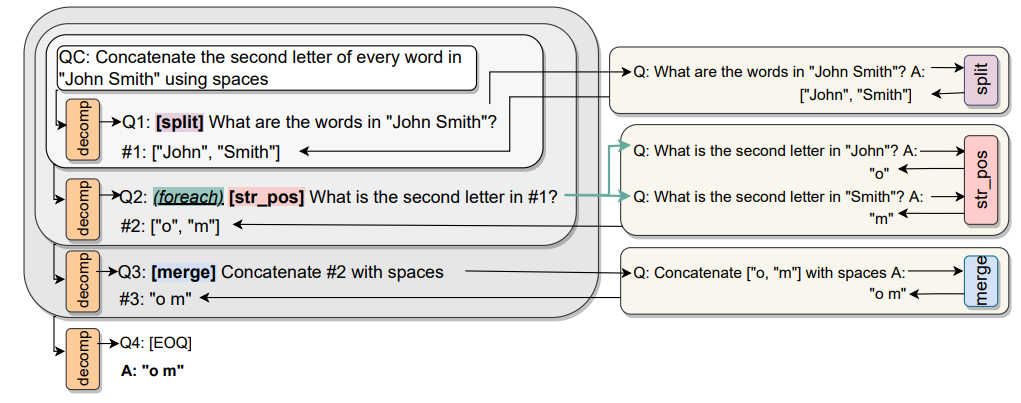 QC: Concatenate the second letter of every word in
"John Smith" using spaces
decomp
Q1: [split] What are the words in "John Smith"?
#1: ["John", "Smith"]
decomp
Q2: (foreach) [str_pos] What is the second letter in #1?
#2: ["o", "m"]
decomp
Q3: [merge] Concatenate #2 with spaces
#3: "o m"
decomp
Q4: [EOQ]
A: "o m"
Q: What are the words in "John Smith"? A:
["John", "Smith"]
split
Q: What is the second letter in "John"? A:
"o"
Q: What is the second letter in "Smith"? A:
"m"
str_pos
Q: Concatenate ["o, "m"] with spaces A:
"o m"
merge